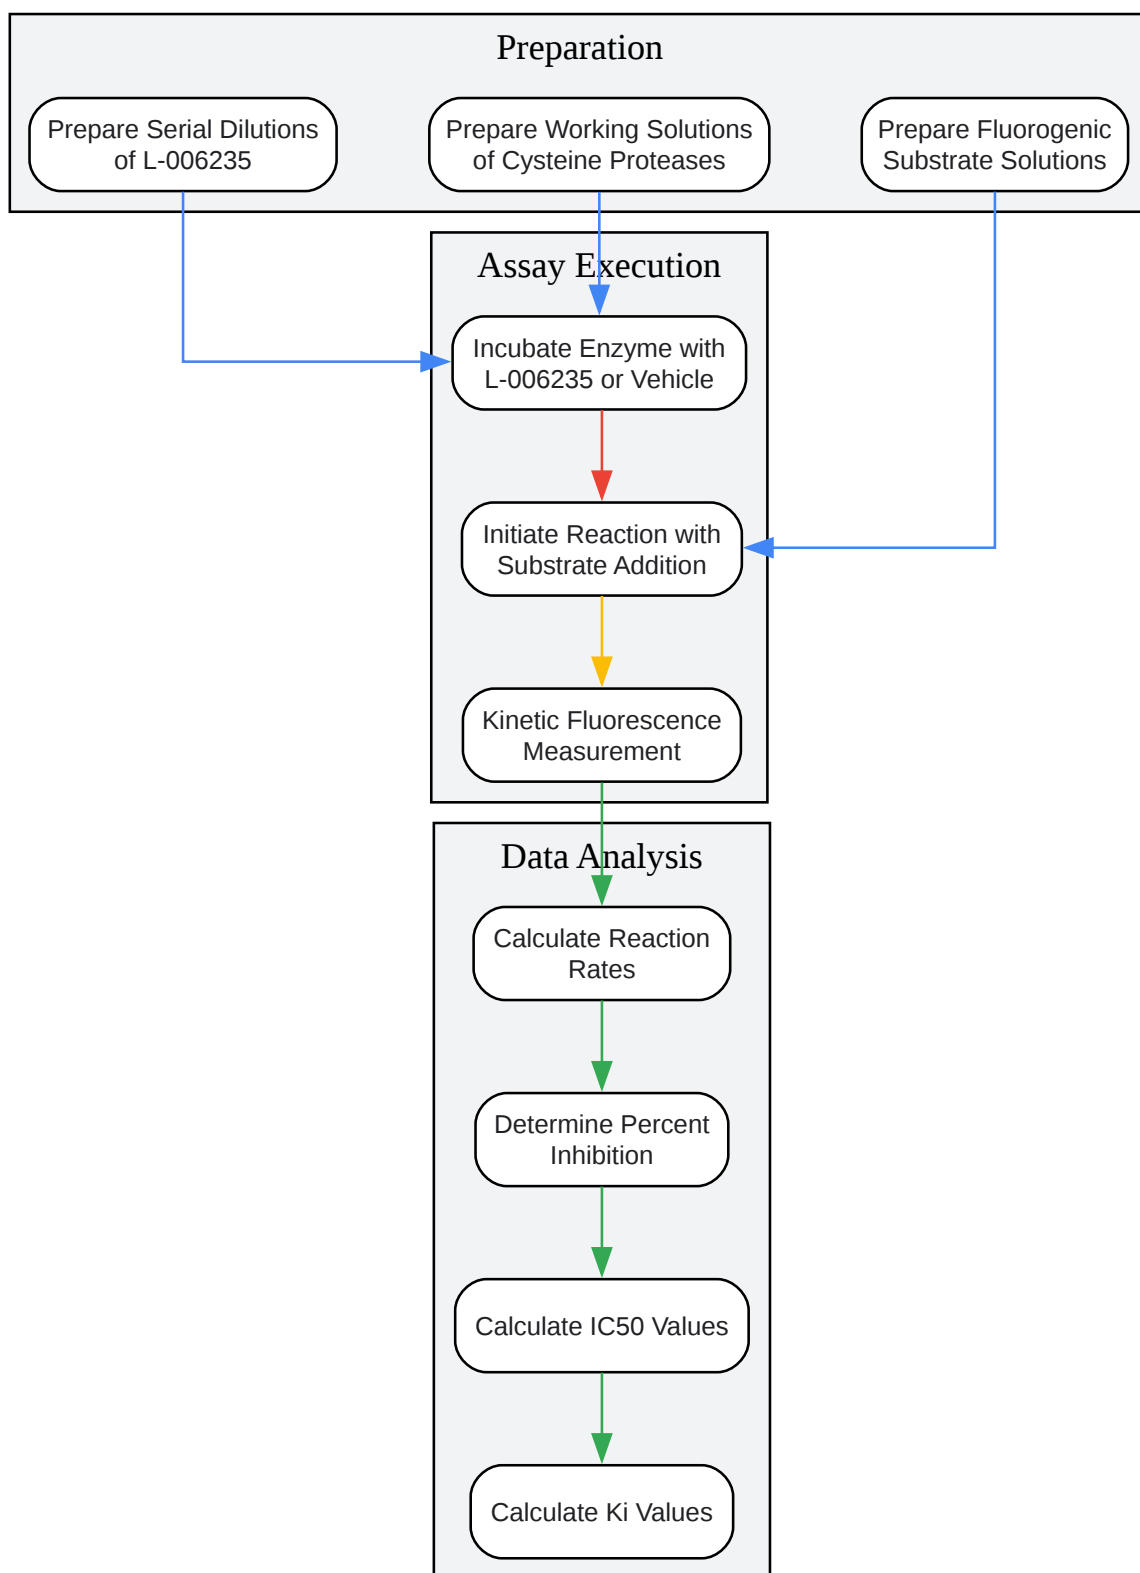 Preparation
Prepare Serial Dilutions
of L-006235
Prepare Working Solutions
of Cysteine Proteases
Prepare Fluorogenic
Substrate Solutions
Assay Execution
Incubate Enzyme with
L-006235 or Vehicle
Initiate Reaction with
Substrate Addition
Kinetic Fluorescence
Measurement
Data Analysis
Calculate Reaction
Rates
Determine Percent
Inhibition
Calculate IC50 Values
Calculate Ki Values